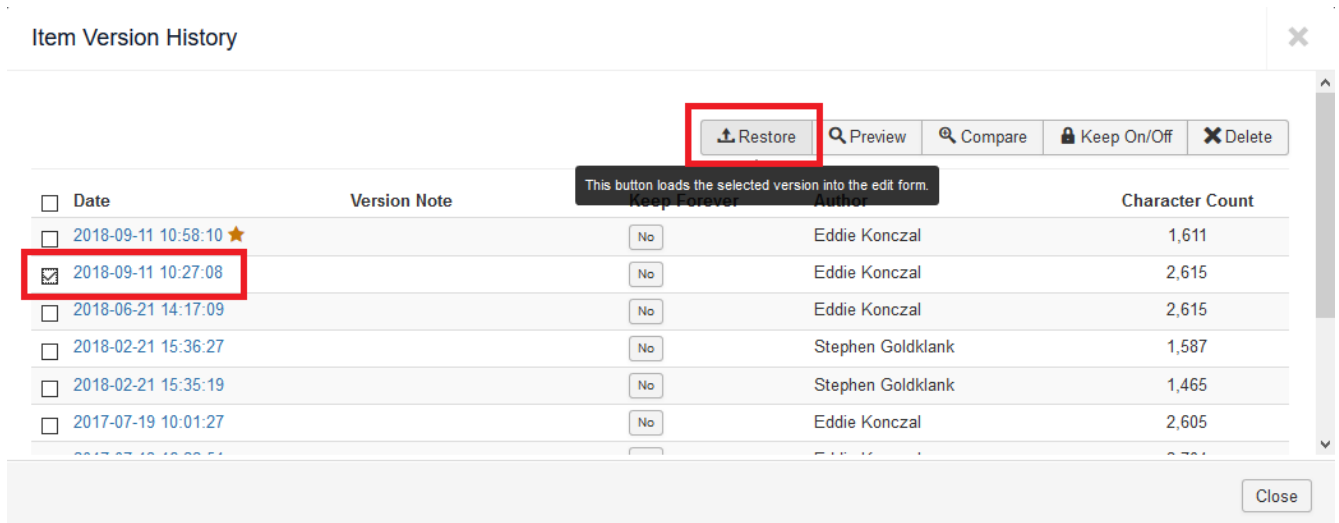 Item Version History
Restore Preview Compare Keep On/Off Delete
This button loads the selected version into the edit form.
Date Version Note Keep Forever Author Character Count
2018-09-11 10:58:10 No Eddie Konczal 1,611
2018-09-11 10:27:08 No Eddie Konczal 2,615
2018-06-21 14:17:09 No Eddie Konczal 2,615
2018-02-21 15:36:27 No Stephen Goldklank 1,587
2018-02-21 15:35:19 No Stephen Goldklank 1,465
2017-07-19 10:01:27 No Eddie Konczal 2,605
Close